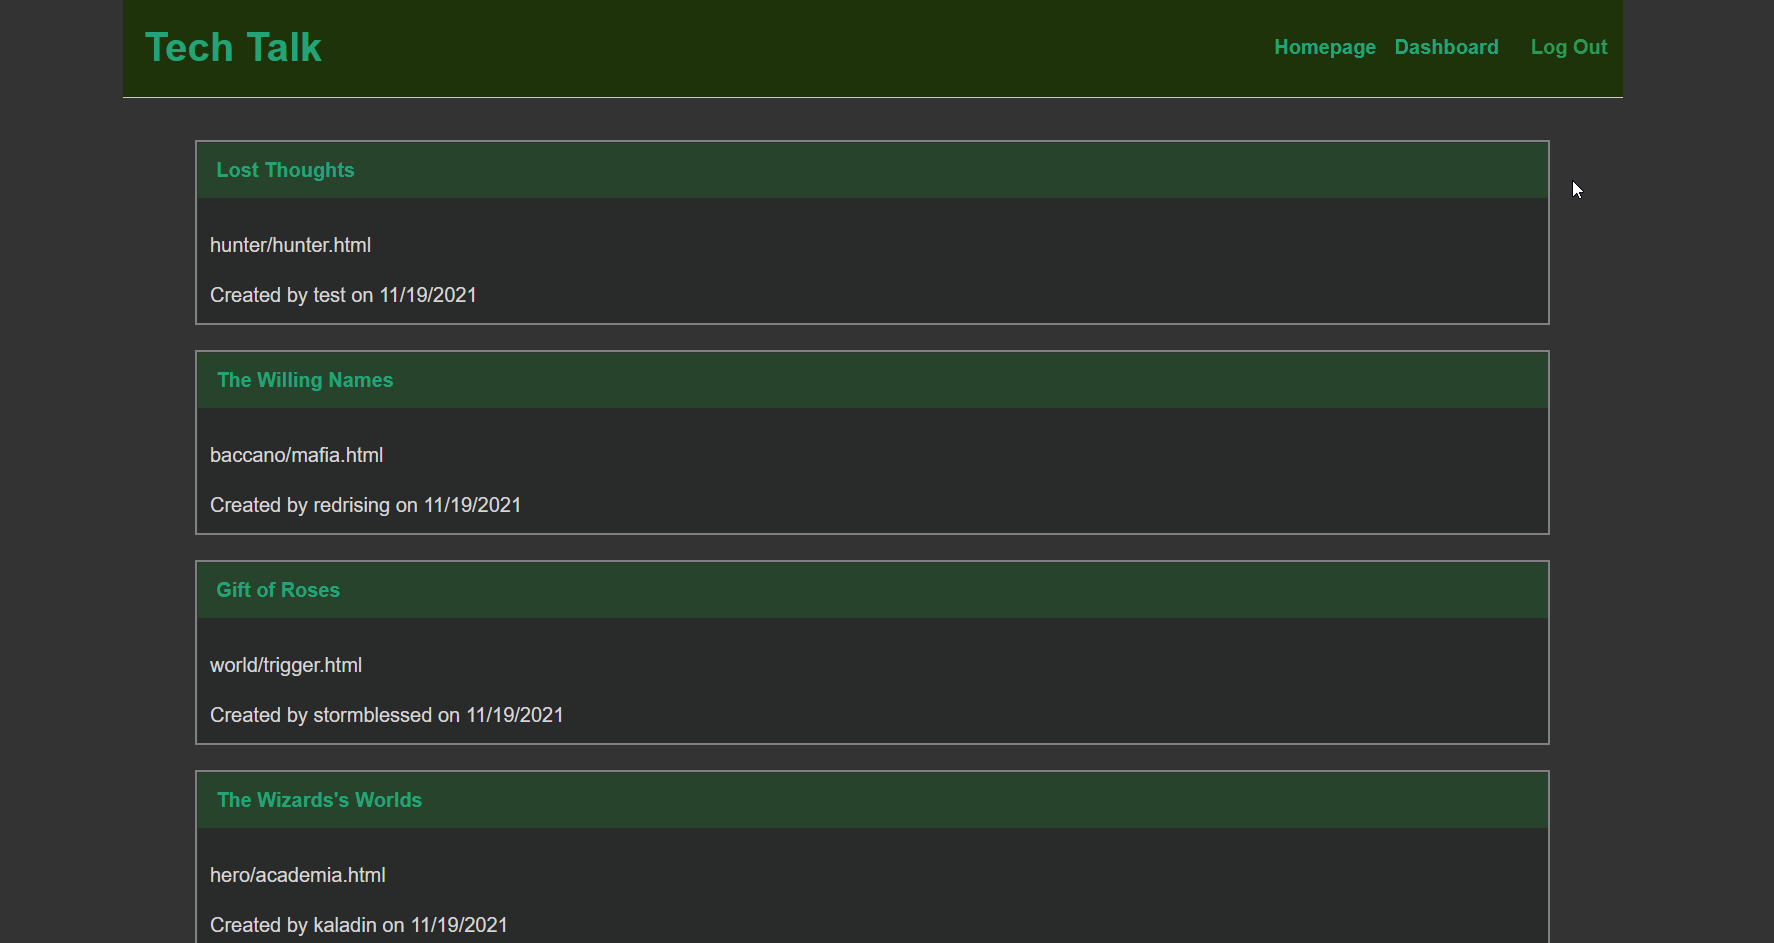 Tech Talk
Homepage Dashboard Log Out
Lost Thoughts
hunter/hunter.html
Created by test on 11/19/2021
The Willing Names
baccano/mafia.html
Created by redrising on 11/19/2021
Gift of Roses
world/trigger.html
Created by stormblessed on 11/19/2021
The Wizards's Worlds
hero/academia.html
Created by kaladin on 11/19/2021